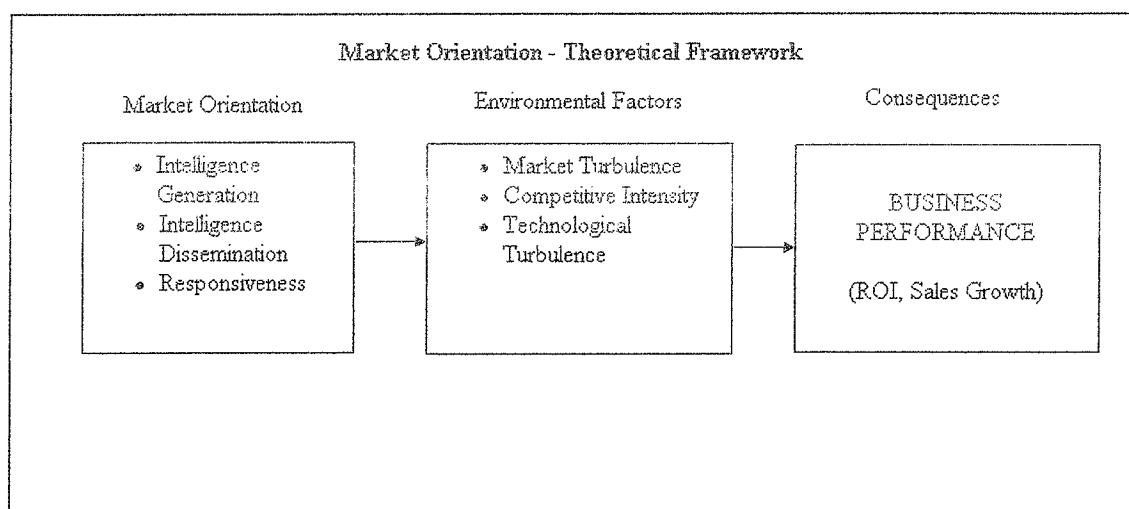 Market Orientation - Theoretical Framework
Market Orientation
Environmental Factors
Consequences
• Intelligence
Generation
• Intelligence
Dissemination
• Responsiveness
• Market Turbulence
• Competitive Intensity
• Technological
Turbulence
BUSINESS
PERFORMANCE
(ROI, Sales Growth)